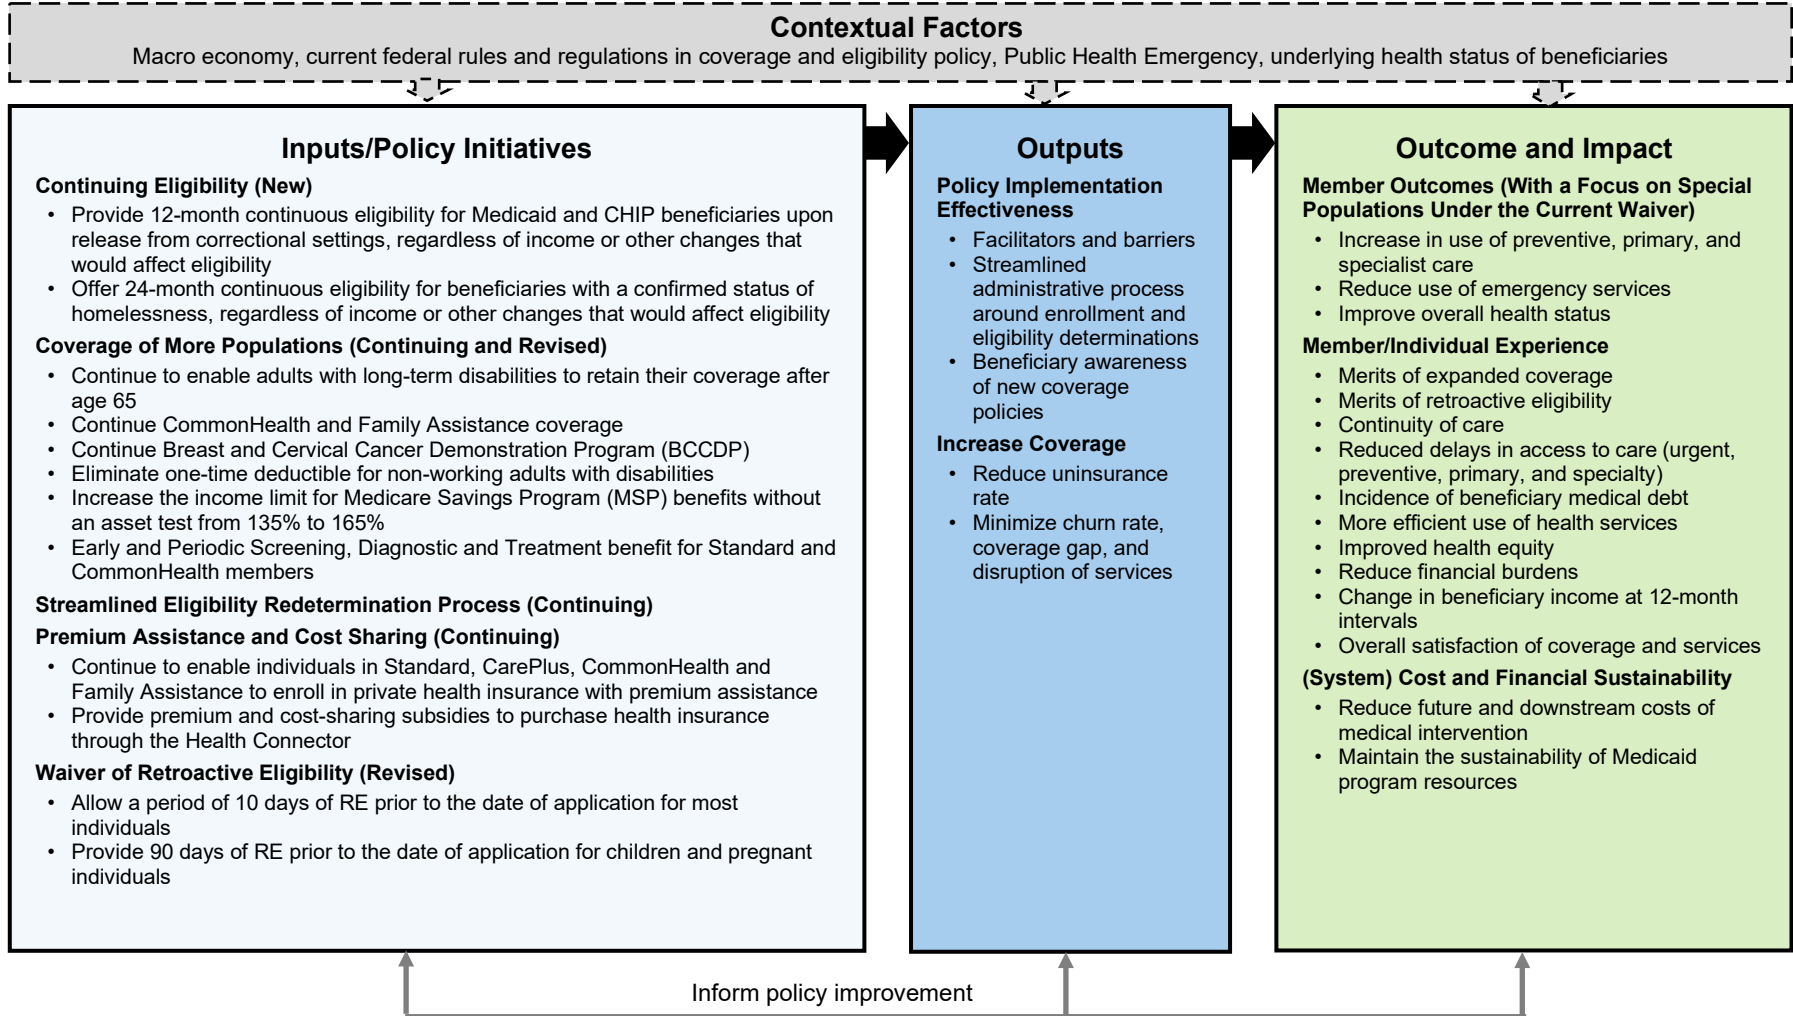 Contextual Factors
Macro economy, current federal rules and regulations in coverage and eligibility policy, Public Health Emergency, underlying health status of beneficiaries
Inputs/Policy Initiatives
Continuing Eligibility (New)
• Provide 12-month continuous eligibility for Medicaid and CHIP beneficiaries upon
release from correctional settings, regardless of income or other changes that
would affect eligibility
• Offer 24-month continuous eligibility for beneficiaries with a confirmed status of
homelessness, regardless of income or other changes that would affect eligibility
Coverage of More Populations (Continuing and Revised)
• Continue to enable adults with long-term disabilities to retain their coverage after
age 65
• Continue CommonHealth and Family Assistance coverage
• Continue Breast and Cervical Cancer Demonstration Program (BCCDP)
• Eliminate one-time deductible for non-working adults with disabilities
• Increase the income limit for Medicare Savings Program (MSP) benefits without
an asset test from 135% to 165%
• Early and Periodic Screening, Diagnostic and Treatment benefit for Standard and
CommonHealth members
Streamlined Eligibility Redetermination Process (Continuing)
Premium Assistance and Cost Sharing (Continuing)
• Continue to enable individuals in Standard, CarePlus, CommonHealth and
Family Assistance to enroll in private health insurance with premium assistance
• Provide premium and cost-sharing subsidies to purchase health insurance
through the Health Connector
Waiver of Retroactive Eligibility (Revised)
• Allow a period of 10 days of RE prior to the date of application for most
individuals
• Provide 90 days of RE prior to the date of application for children and pregnant
individuals
Outputs
Policy Implementation
Effectiveness
• Facilitators and barriers
• Streamlined
administrative process
around enrollment and
eligibility determinations
• Beneficiary awareness
of new coverage
policies
Increase Coverage
• Reduce uninsurance
rate
• Minimize churn rate,
coverage gap, and
disruption of services
Outcome and Impact
Member Outcomes (With a Focus on Special
Populations Under the Current Waiver)
• Increase in use of preventive, primary, and
specialist care
• Reduce use of emergency services
• Improve overall health status
Member/Individual Experience
• Merits of expanded coverage
• Merits of retroactive eligibility
• Continuity of care
• Reduced delays in access to care (urgent,
preventive, primary, and specialty)
• Incidence of beneficiary medical debt
• More efficient use of health services
• Improved health equity
• Reduce financial burdens
• Change in beneficiary income at 12-month
intervals
• Overall satisfaction of coverage and services
(System) Cost and Financial Sustainability
• Reduce future and downstream costs of
medical intervention
• Maintain the sustainability of Medicaid
program resources
Inform policy improvement